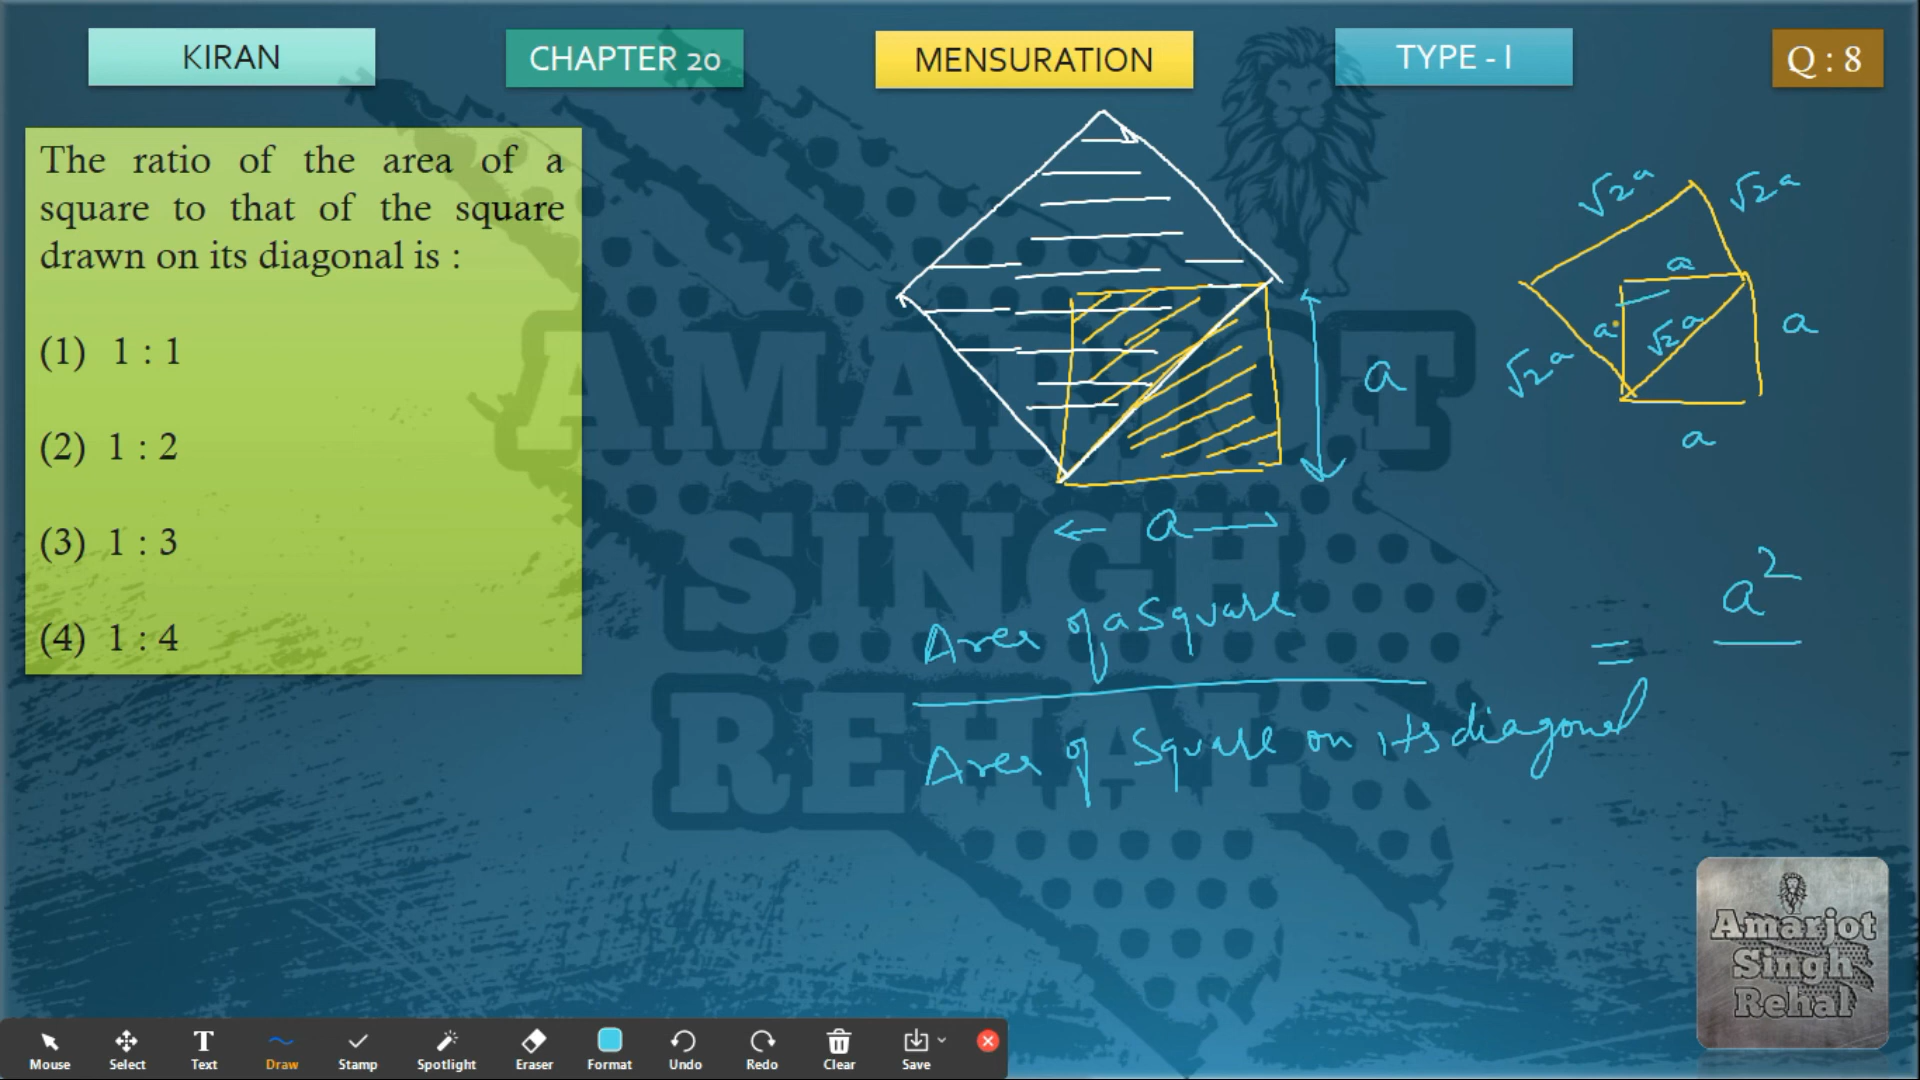 KIRAN
CHAPTER 20
MENSURATION
TYPE - I
Q : 8
The ratio of the area of a
square to that of the square
drawn on its diagonal is :
(1) 1 : 1
(2) 1 : 2
(3) 1 : 3
(4) 1 : 4
a
a
√2a
√2a
a
a
√2a
a
√2a
a
Area of a Square
= a²
Area of Square on its diagonal
AMARJOT
SINGH
REHAL
Amarjot
Singh
Rehal
Mouse
Select
Text
Draw
Stamp
Spotlight
Eraser
Format
Undo
Redo
Clear
Save